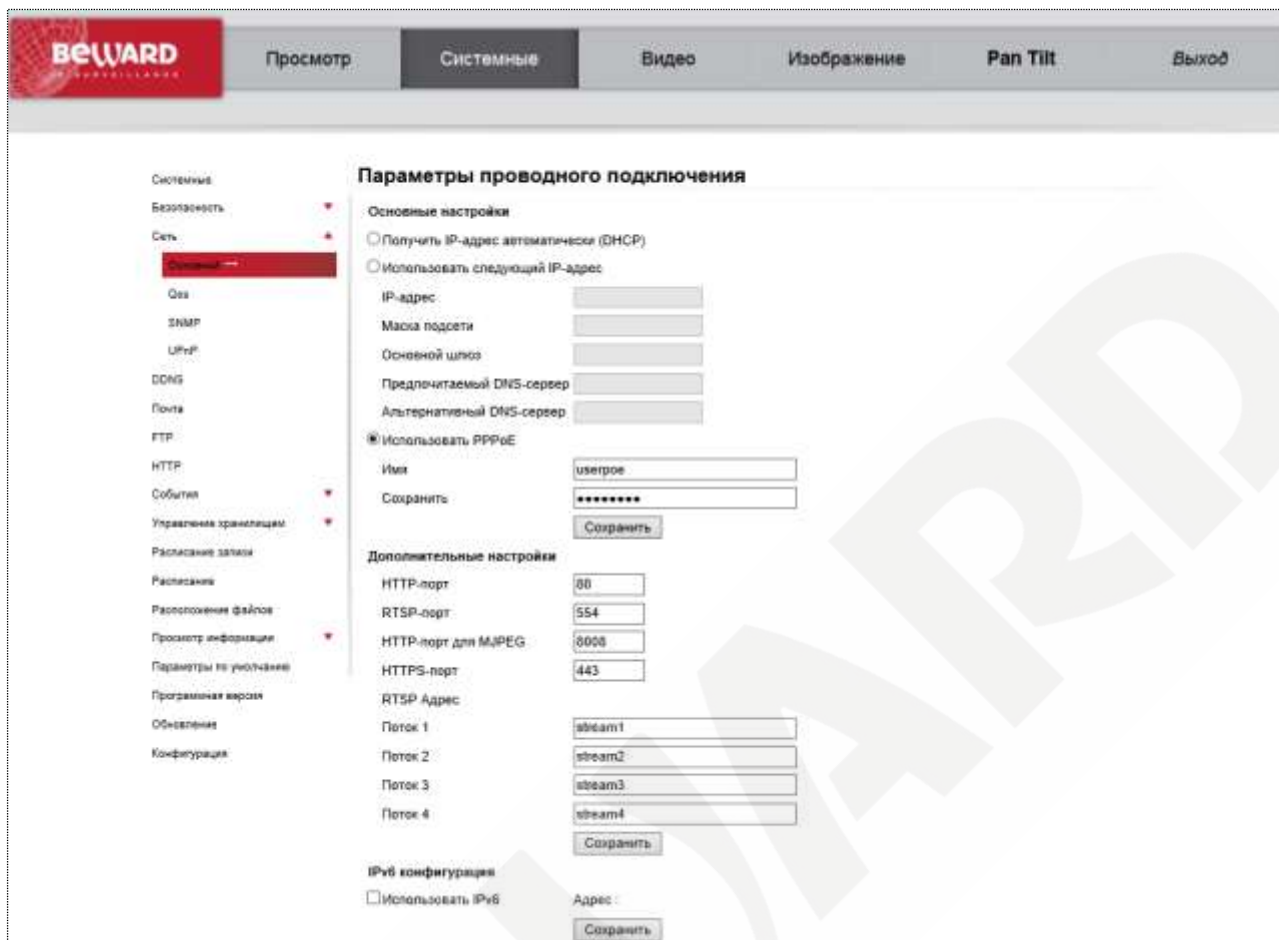 BEWARD
Просмотр
Системные
Видео
Изображение
Pan Tilt
Выход
Системные
Безопасность
Сеть
Основной
Qos
SNMP
UPnP
DDNS
Почта
FTP
HTTP
События
Управление хранилищем
Расписание записи
Расписание
Расположение файлов
Просмотр информации
Параметры по умолчанию
Программная версия
Обновление
Конфигурация
Параметры проводного подключения
Основные настройки
Получить IP-адрес автоматически (DHCP)
Использовать следующий IP-адрес
IP-адрес
Маска подсети
Основной шлюз
Предпочитаемый DNS-сервер
Альтернативный DNS-сервер
Использовать PPPoE
Имя userpoe
Сохранить ••••••••
Сохранить
Дополнительные настройки
HTTP-порт 80
RTSP-порт 554
HTTP-порт для MJPEG 8008
HTTPS-порт 443
RTSP Адрес
Поток 1 stream1
Поток 2 stream2
Поток 3 stream3
Поток 4 stream4
Сохранить
IPv6 конфигурация
Использовать IPv6 Адрес :
Сохранить